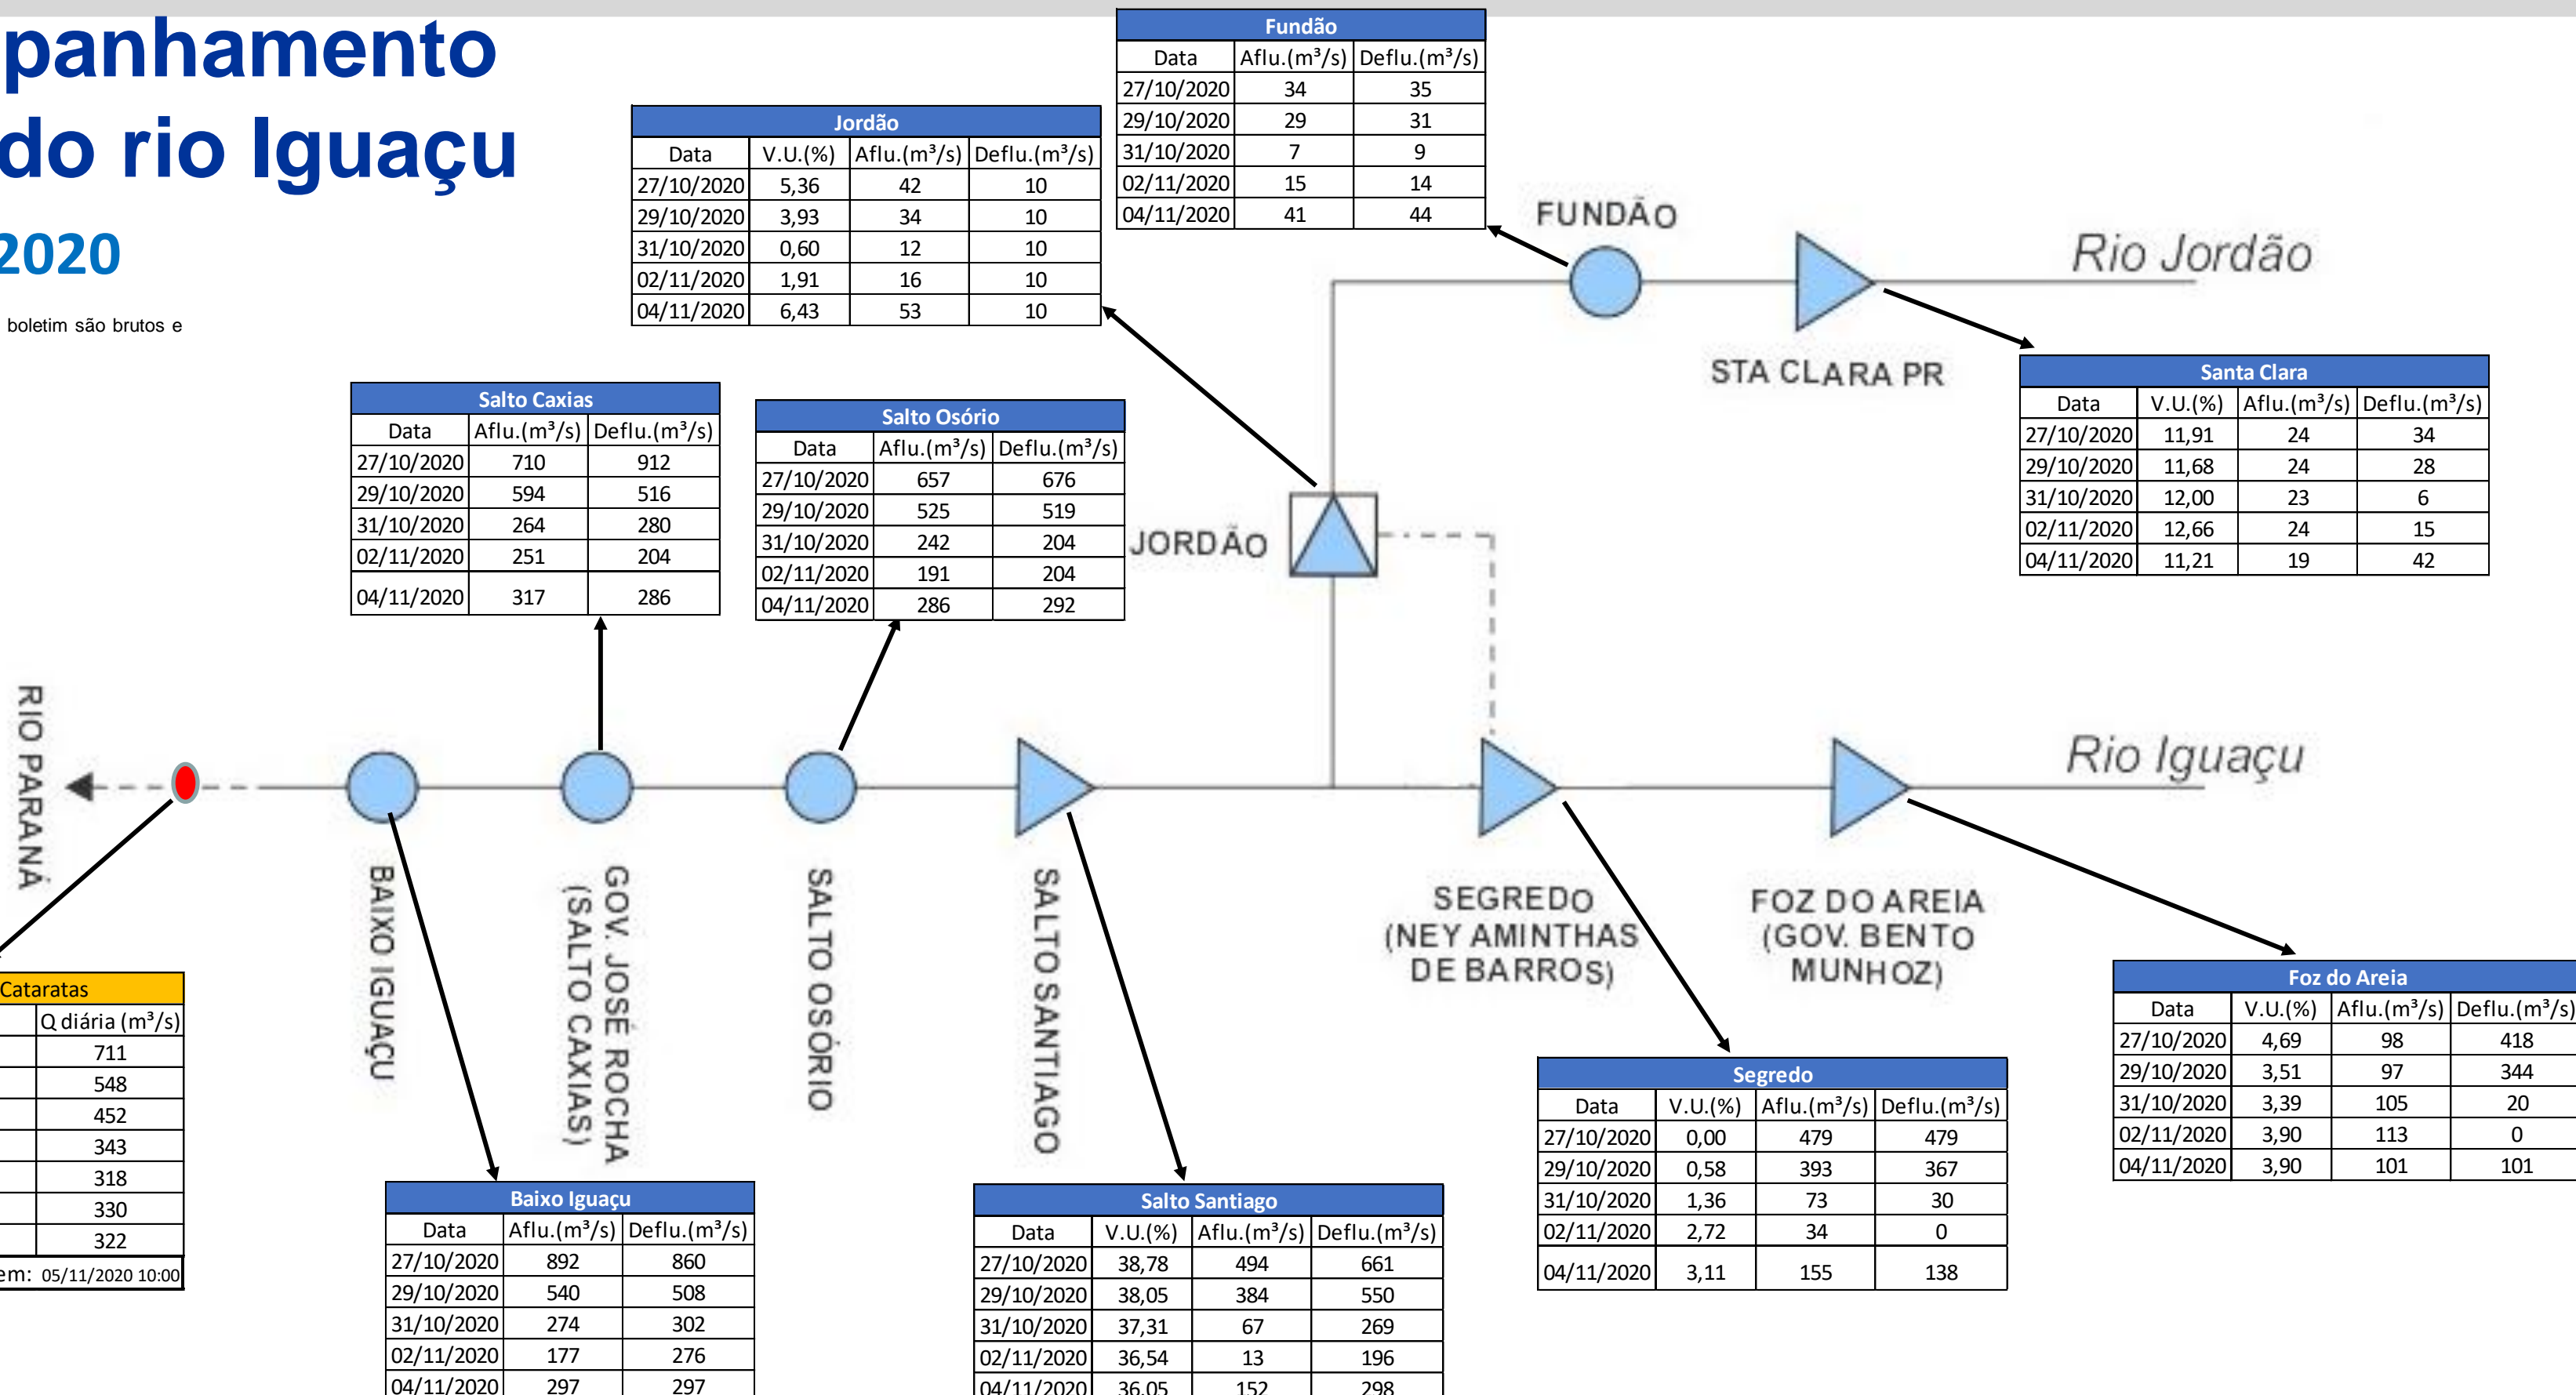 panhamento
do rio Iguaçu
2020
boletim são brutos e
Fundão
Data Aflu.(m³/s) Deflu.(m³/s)
27/10/2020 34 35
29/10/2020 29 31
31/10/2020 7 9
02/11/2020 15 14
04/11/2020 41 44
Jordão
Data V.U.(%) Aflu.(m³/s) Deflu.(m³/s)
27/10/2020 5,36 42 10
29/10/2020 3,93 34 10
31/10/2020 0,60 12 10
02/11/2020 1,91 16 10
04/11/2020 6,43 53 10
FUNDÃO
Rio Jordão
STA CLARA PR
Santa Clara
Data V.U.(%) Aflu.(m³/s) Deflu.(m³/s)
27/10/2020 11,91 24 34
29/10/2020 11,68 24 28
31/10/2020 12,00 23 6
02/11/2020 12,66 24 15
04/11/2020 11,21 19 42
Salto Caxias
Data Aflu.(m³/s) Deflu.(m³/s)
27/10/2020 710 912
29/10/2020 594 516
31/10/2020 264 280
02/11/2020 251 204
04/11/2020 317 286
Salto Osório
Data Aflu.(m³/s) Deflu.(m³/s)
27/10/2020 657 676
29/10/2020 525 519
31/10/2020 242 204
02/11/2020 191 204
04/11/2020 286 292
JORDÃO
RIO PARANÁ
Rio Iguaçu
BAIXO IGUAÇU
GOV. JOSÉ ROCHA
(SALTO CAXIAS)
SALTO OSÓRIO
SALTO SANTIAGO
SEGREDO
(NEY AMINTHAS
DE BARROS)
FOZ DO AREIA
(GOV. BENTO
MUNHOZ)
Cataratas
Q diária (m³/s)
711
548
452
343
318
330
322
em: 05/11/2020 10:00
Baixo Iguaçu
Data Aflu.(m³/s) Deflu.(m³/s)
27/10/2020 892 860
29/10/2020 540 508
31/10/2020 274 302
02/11/2020 177 276
04/11/2020 297 297
Salto Santiago
Data V.U.(%) Aflu.(m³/s) Deflu.(m³/s)
27/10/2020 38,78 494 661
29/10/2020 38,05 384 550
31/10/2020 37,31 67 269
02/11/2020 36,54 13 196
04/11/2020 36,05 152 298
Segredo
Data V.U.(%) Aflu.(m³/s) Deflu.(m³/s)
27/10/2020 0,00 479 479
29/10/2020 0,58 393 367
31/10/2020 1,36 73 30
02/11/2020 2,72 34 0
04/11/2020 3,11 155 138
Foz do Areia
Data V.U.(%) Aflu.(m³/s) Deflu.(m³/s)
27/10/2020 4,69 98 418
29/10/2020 3,51 97 344
31/10/2020 3,39 105 20
02/11/2020 3,90 113 0
04/11/2020 3,90 101 101